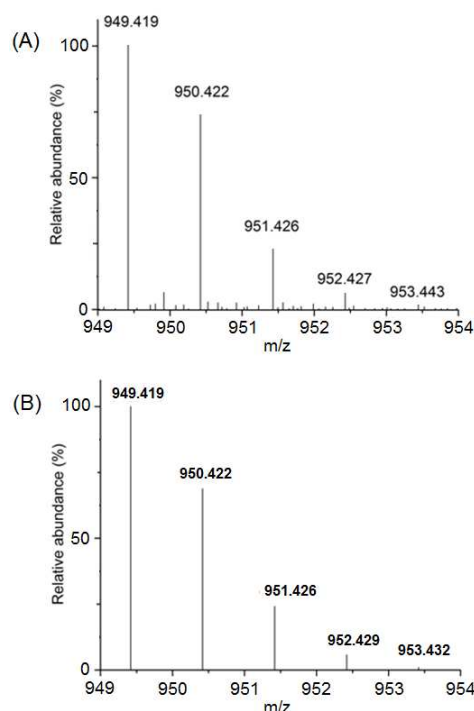 (A)
949.419
100
950.422
Relative abundance (%)
50
951.426
952.427
953.443
0
949 950 951 952 953 954
m/z
(B)
949.419
100
950.422
Relative abundance (%)
50
951.426
952.429
953.432
0
949 950 951 952 953 954
m/z